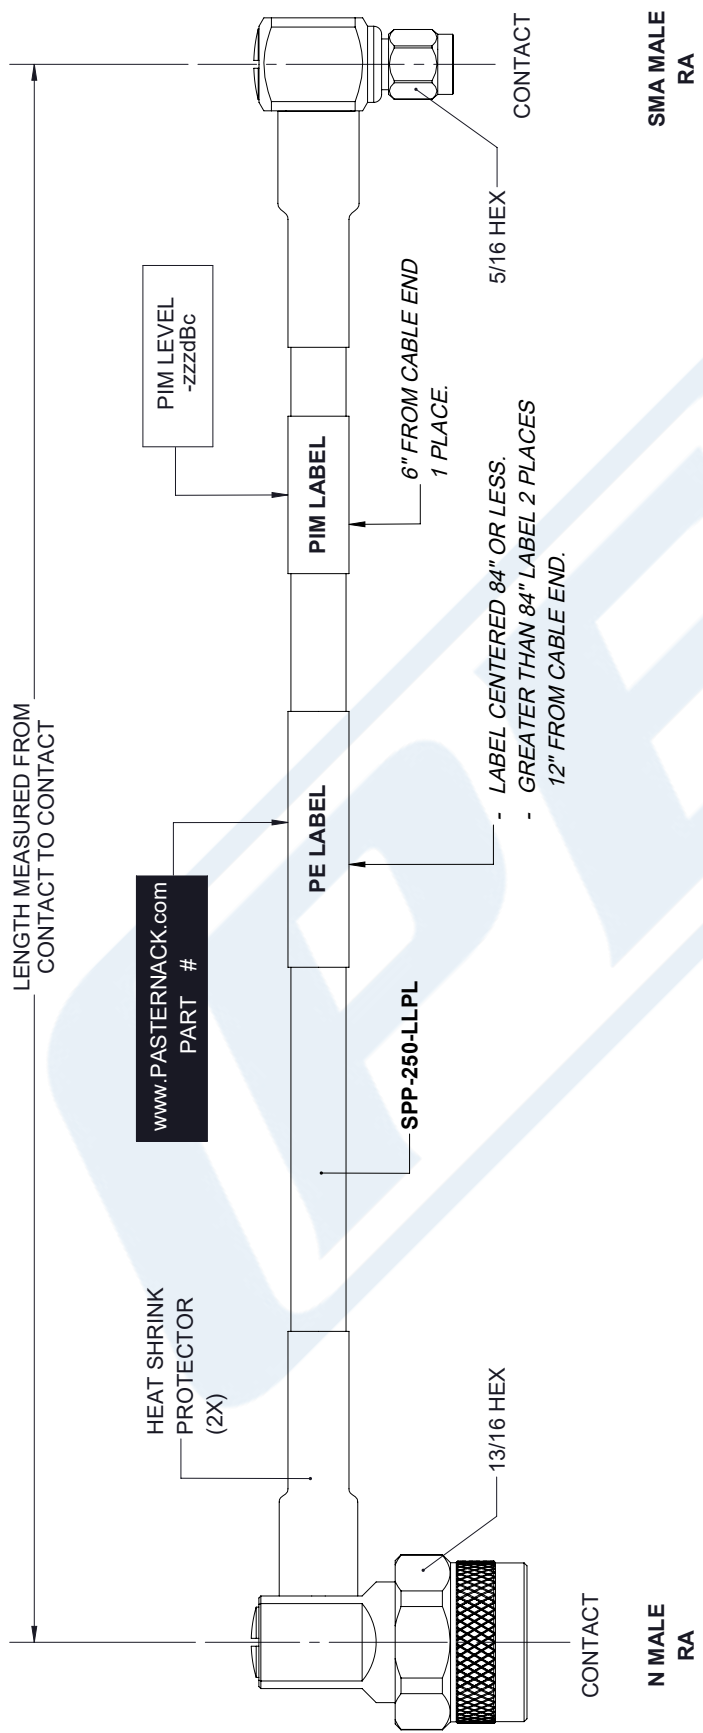 LENGTH MEASURED FROM
CONTACT TO CONTACT
HEAT SHRINK
PROTECTOR
(2X)
www.PASTERNACK.com
PART #
PIM LEVEL
-zzzdBc
PE LABEL
PIM LABEL
SPP-250-LLPL
6" FROM CABLE END
1 PLACE.
- LABEL CENTERED 84" OR LESS.
- GREATER THAN 84" LABEL 2 PLACES
12" FROM CABLE END.
13/16 HEX
5/16 HEX
CONTACT
CONTACT
N MALE
RA
SMA MALE
RA